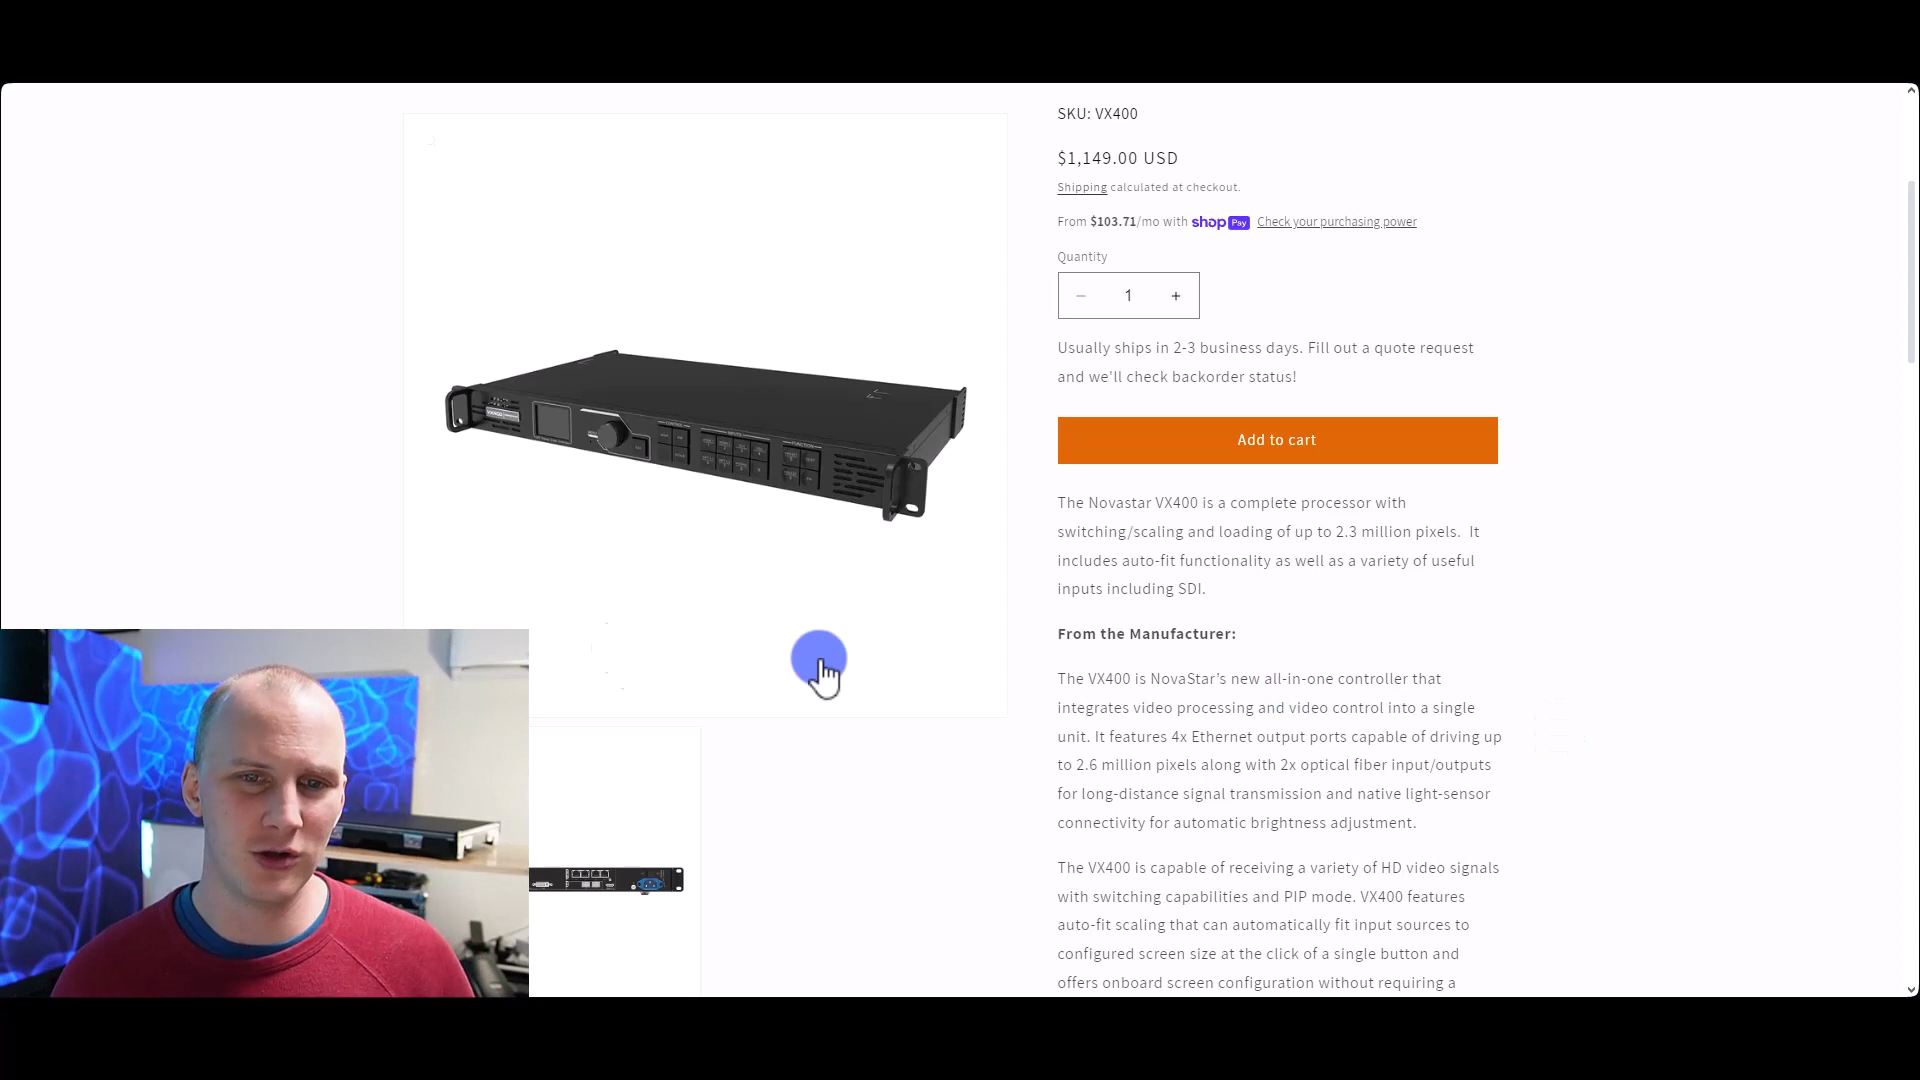 SKU: VX400
$1,149.00 USD
Shipping calculated at checkout.
From $103.71/mo with shop Pay Check your purchasing power
Quantity
− 1 +
Usually ships in 2-3 business days. Fill out a quote request
and we'll check backorder status!
Add to cart
The Novastar VX400 is a complete processor with
switching/scaling and loading of up to 2.3 million pixels. It
includes auto-fit functionality as well as a variety of useful
inputs including SDI.
From the Manufacturer:
The VX400 is NovaStar’s new all-in-one controller that
integrates video processing and video control into a single
unit. It features 4x Ethernet output ports capable of driving up
to 2.6 million pixels along with 2x optical fiber input/outputs
for long-distance signal transmission and native light-sensor
connectivity for automatic brightness adjustment.
The VX400 is capable of receiving a variety of HD video signals
with switching capabilities and PIP mode. VX400 features
auto-fit scaling that can automatically fit input sources to
configured screen size at the click of a single button and
offers onboard screen configuration without requiring a